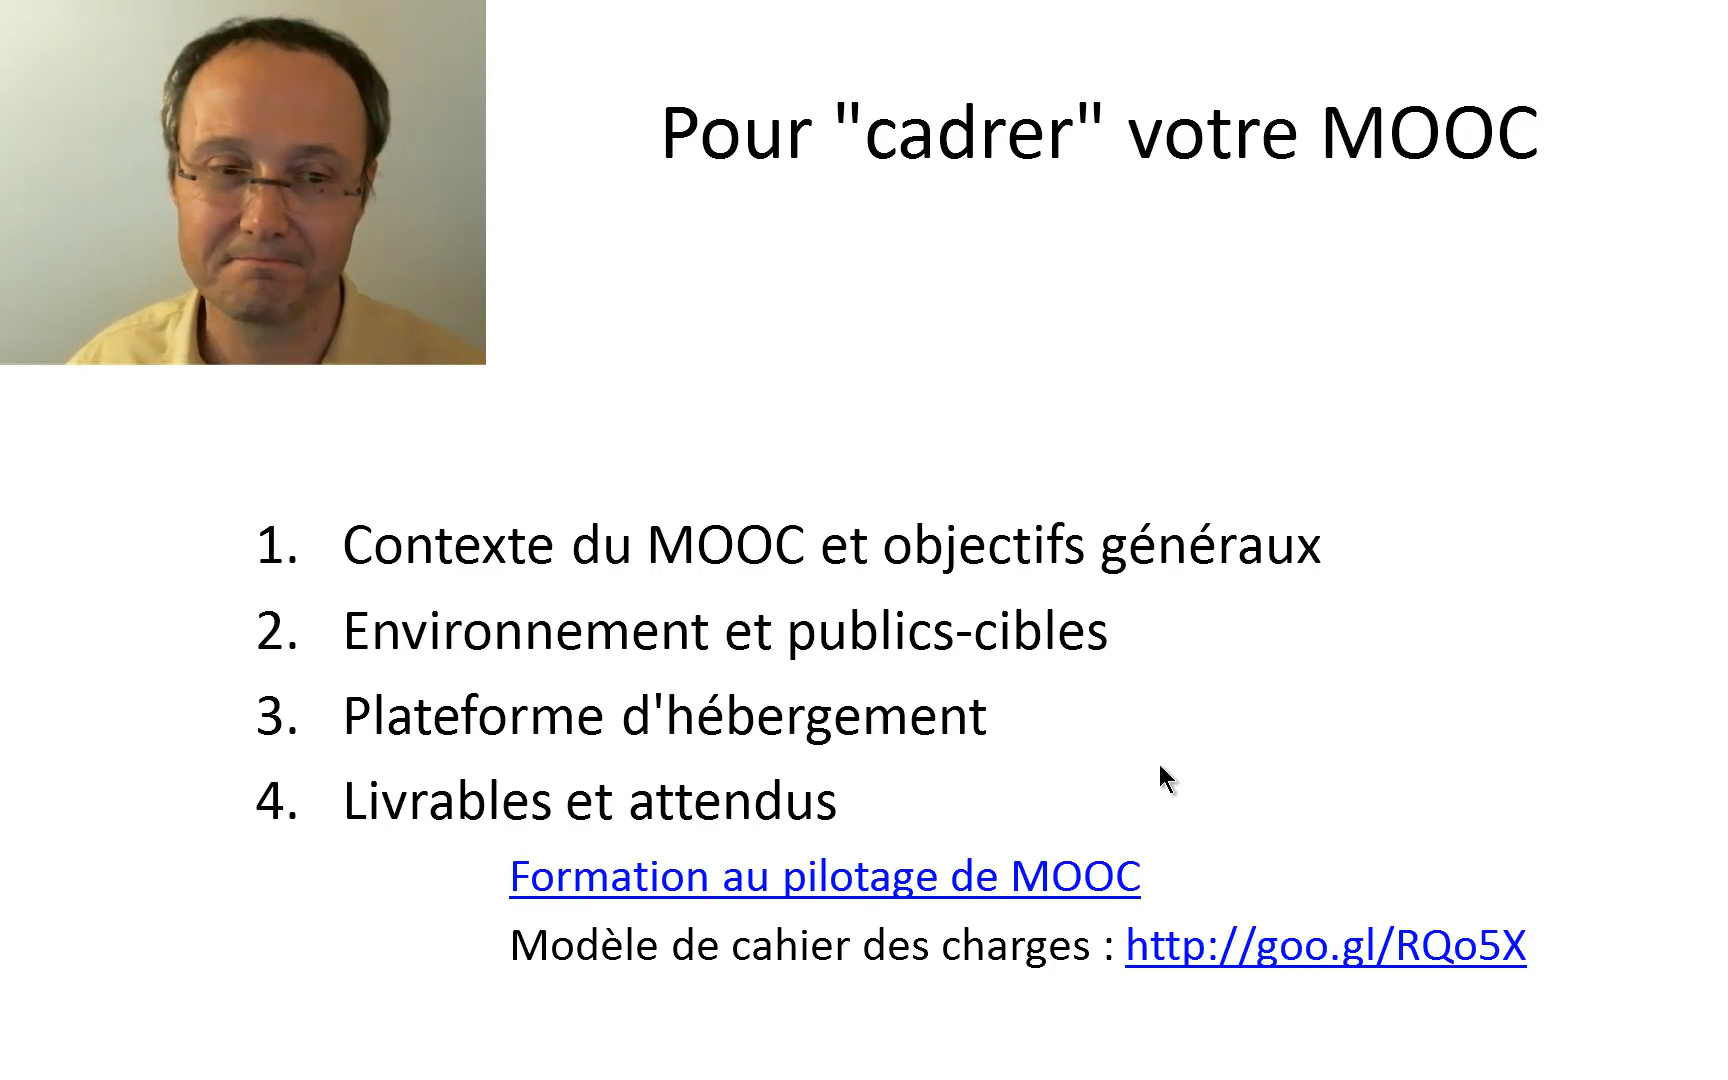 Pour "cadrer" votre MOOC
1. Contexte du MOOC et objectifs généraux
2. Environnement et publics-cibles
3. Plateforme d'hébergement
4. Livrables et attendus
Formation au pilotage de MOOC
Modèle de cahier des charges : http://goo.gl/RQo5X